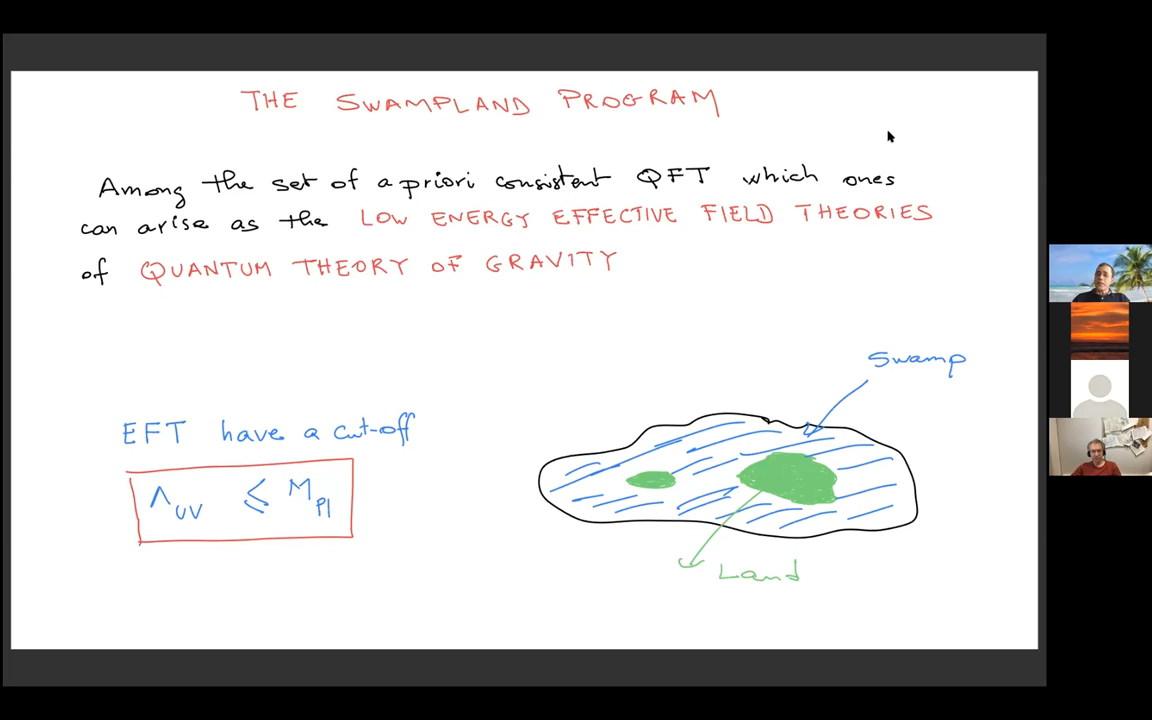 THE SWAMPLAND PROGRAM
Among the set of a priori consistent QFT which ones
can arise as the LOW ENERGY EFFECTIVE FIELD THEORIES
of QUANTUM THEORY OF GRAVITY
Swamp
EFT have a cut-off
Λ_UV ≤ M_Pl
Land